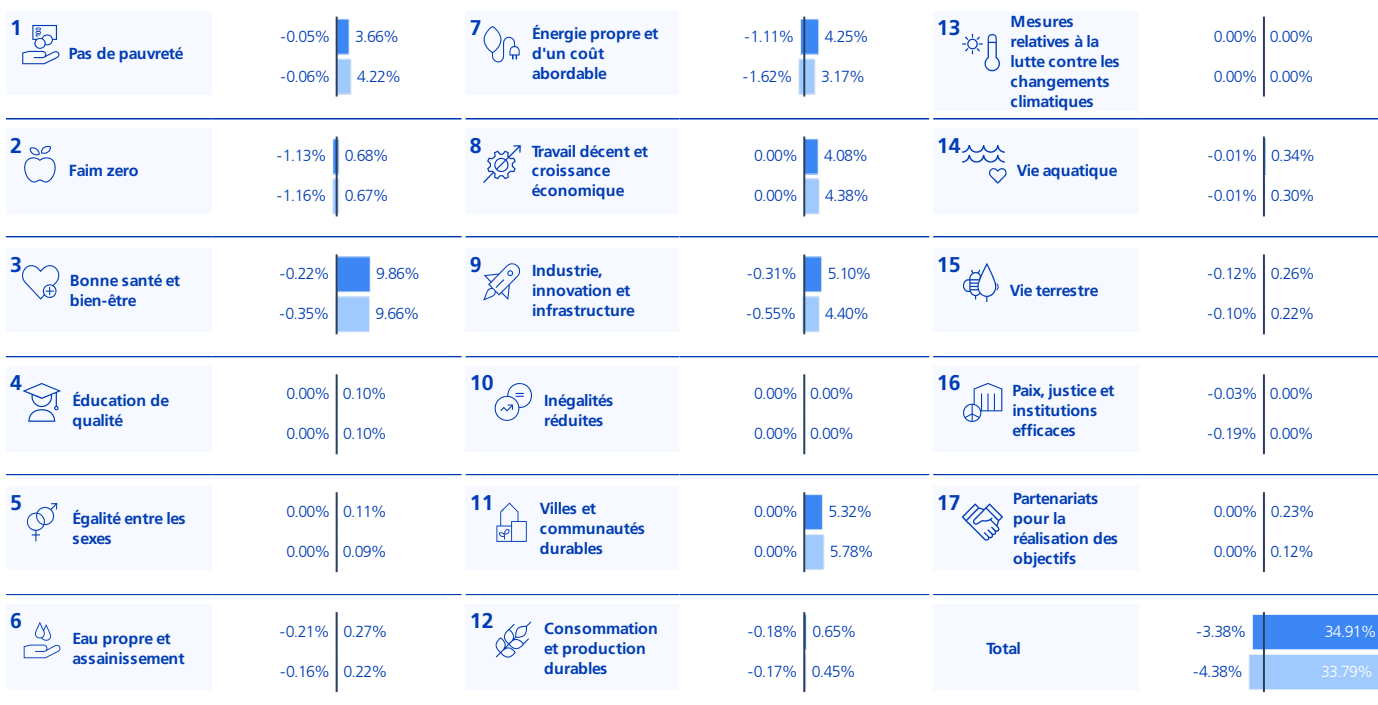 1
Pas de pauvreté
-0.05% 3.66%
-0.06% 4.22%
2
Faim zero
-1.13% 0.68%
-1.16% 0.67%
3
Bonne santé et
bien-être
-0.22% 9.86%
-0.35% 9.66%
4
Éducation de
qualité
0.00% 0.10%
0.00% 0.10%
5
Égalité entre les
sexes
0.00% 0.11%
0.00% 0.09%
6
Eau propre et
assainissement
-0.21% 0.27%
-0.16% 0.22%
7
Énergie propre et
d'un coût
abordable
-1.11% 4.25%
-1.62% 3.17%
8
Travail décent et
croissance
économique
0.00% 4.08%
0.00% 4.38%
9
Industrie,
innovation et
infrastructure
-0.31% 5.10%
-0.55% 4.40%
10
Inégalités
réduites
0.00% 0.00%
0.00% 0.00%
11
Villes et
communautés
durables
0.00% 5.32%
0.00% 5.78%
12
Consommation
et production
durables
-0.18% 0.65%
-0.17% 0.45%
13
Mesures
relatives à la
lutte contre les
changements
climatiques
0.00% 0.00%
0.00% 0.00%
14
Vie aquatique
-0.01% 0.34%
-0.01% 0.30%
15
Vie terrestre
-0.12% 0.26%
-0.10% 0.22%
16
Paix, justice et
institutions
efficaces
-0.03% 0.00%
-0.19% 0.00%
17
Partenariats
pour la
réalisation des
objectifs
0.00% 0.23%
0.00% 0.12%
Total
-3.38% 34.91%
-4.38% 33.79%